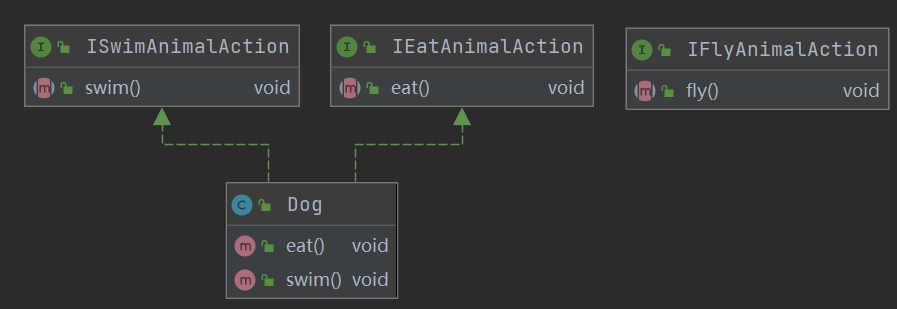 I ISwimAnimalAction
m swim() void
I IEatAnimalAction
m eat() void
I IFlyAnimalAction
m fly() void
C Dog
m eat() void
m swim() void